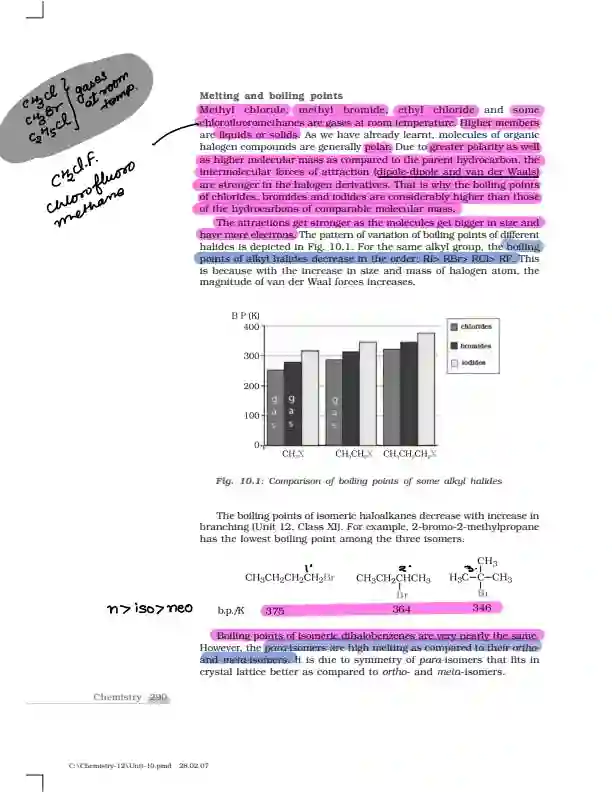 CH3Cl
CH3Br
C2H5Cl
gases
at room
temp.
CH2Cl.F.
chlorofluoro
methane
Melting and boiling points
Methyl chloride, methyl bromide, ethyl chloride and some
chlorofluoromethanes are gases at room temperature. Higher members
are liquids or solids. As we have already learnt, molecules of organic
halogen compounds are generally polar. Due to greater polarity as well
as higher molecular mass as compared to the parent hydrocarbon, the
intermolecular forces of attraction (dipole-dipole and van der Waals)
are stronger in the halogen derivatives. That is why the boiling points
of chlorides, bromides and iodides are considerably higher than those
of the hydrocarbons of comparable molecular mass.
The attractions get stronger as the molecules get bigger in size and
have more electrons. The pattern of variation of boiling points of different
halides is depicted in Fig. 10.1. For the same alkyl group, the boiling
points of alkyl halides decrease in the order: RI> RBr> RCl> RF. This
is because with the increase in size and mass of halogen atom, the
magnitude of van der Waal forces increases.
B P (K)
400
300
200
100
0
gas
gas
gas
CH3X
CH3CH2X
CH3CH2CH2X
chlorides
bromides
iodides
Fig. 10.1: Comparison of boiling points of some alkyl halides
The boiling points of isomeric haloalkanes decrease with increase in
branching (Unit 12, Class XI). For example, 2-bromo-2-methylpropane
has the lowest boiling point among the three isomers.
1°
2°
3°
CH3
CH3CH2CH2CH2Br CH3CH2CHCH3 H3C-C-CH3
Br Br
n>iso>neo
b.p./K 375 364 346
Boiling points of isomeric dihalobenzenes are very nearly the same.
However, the para-isomers are high melting as compared to their ortho-
and meta-isomers. It is due to symmetry of para-isomers that fits in
crystal lattice better as compared to ortho- and meta-isomers.
Chemistry 290
C:\Chemistry-12\Unit-10.pmd 28.02.07